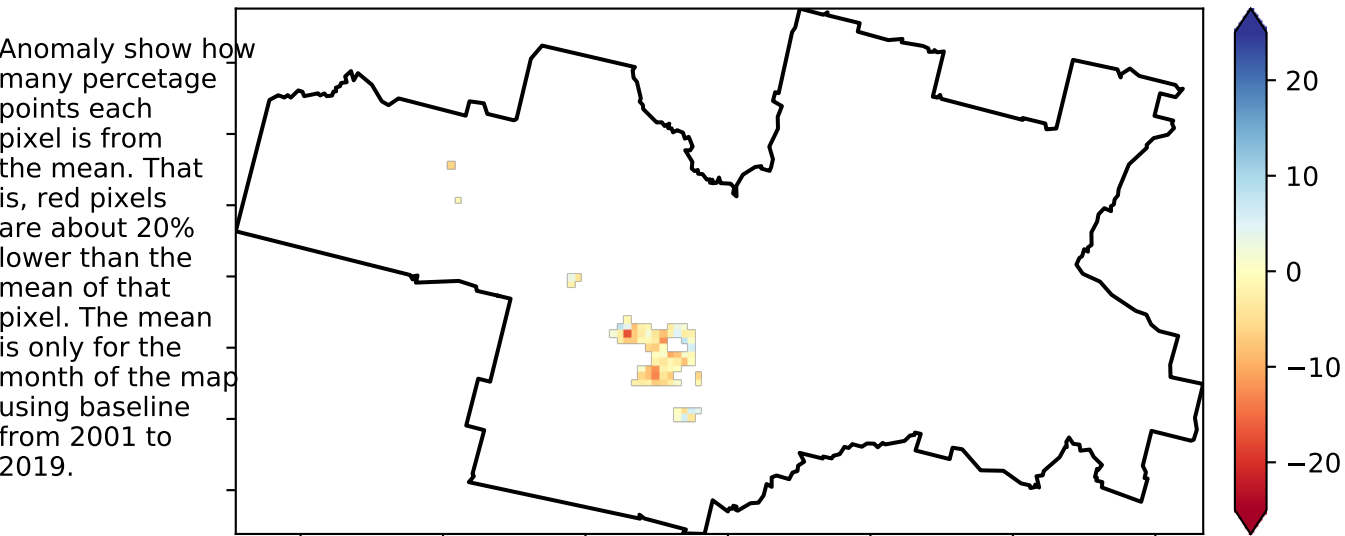 Anomaly show how
many percetage
points each
pixel is from
the mean. That
is, red pixels
are about 20%
lower than the
mean of that
pixel. The mean
is only for the
month of the map
using baseline
from 2001 to
2019.
20
10
0
−10
−20